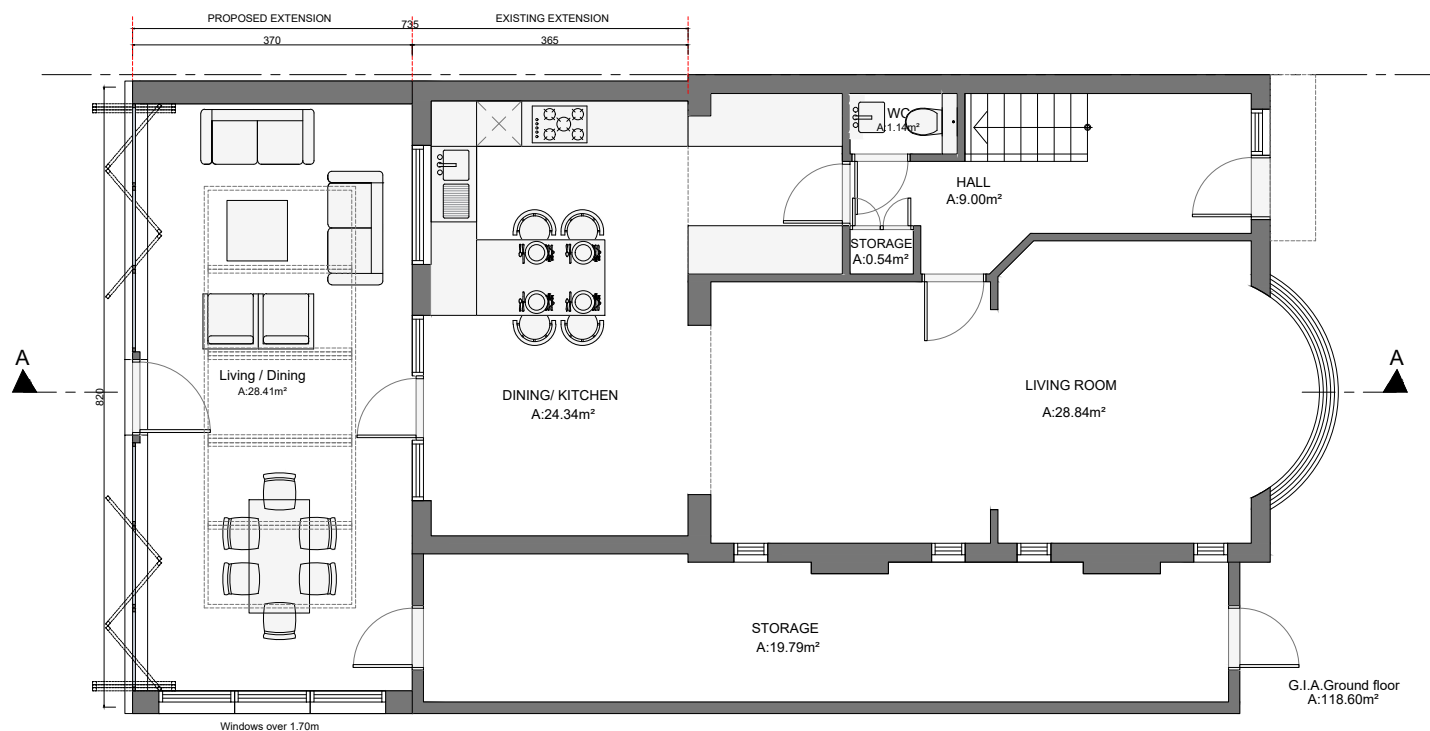 PROPOSED EXTENSION
EXISTING EXTENSION
735
370
365
WC
A:1.14m²
HALL
A:9.00m²
STORAGE
A:0.54m²
A
A
820
Living / Dining
A:28.41m²
DINING/ KITCHEN
A:24.34m²
LIVING ROOM
A:28.84m²
STORAGE
A:19.79m²
G.I.A.Ground floor
A:118.60m²
Windows over 1.70m